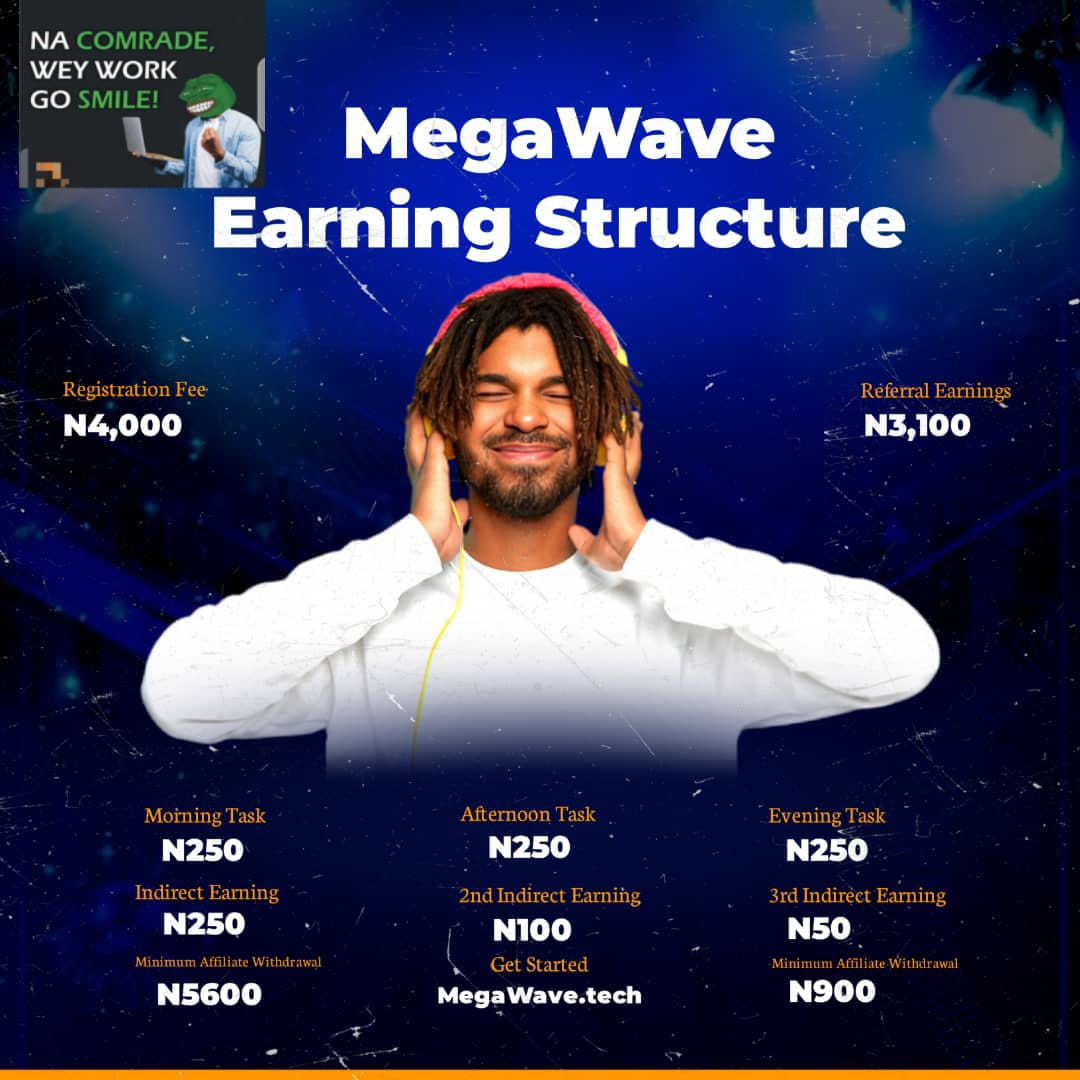 NA COMRADE,
WEY WORK
GO SMILE!
MegaWave
Earning Structure
Registration Fee
N4,000
Referral Earnings
N3,100
Morning Task
N250
Afternoon Task
N250
Evening Task
N250
Indirect Earning
N250
2nd Indirect Earning
N100
3rd Indirect Earning
N50
Minimum Affiliate Withdrawal
N5600
Get Started
MegaWave.tech
Minimum Affiliate Withdrawal
N900